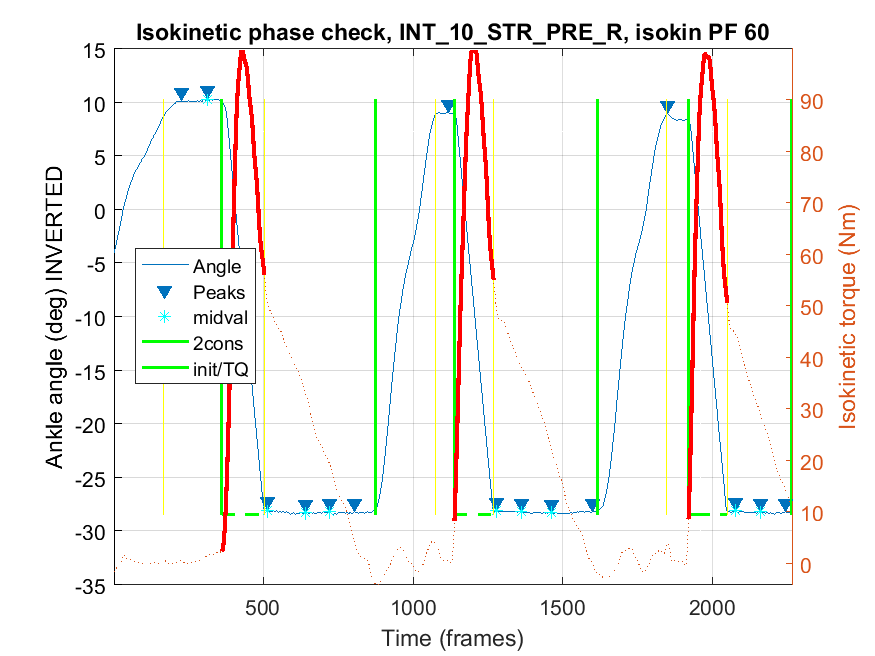 Isokinetic phase check, INT_10_STR_PRE_R, isokin PF 60
Ankle angle (deg) INVERTED
15
10
5
0
-5
-10
-15
-20
-25
-30
-35
Angle
Peaks
midval
2cons
init/TQ
90
80
70
60
50
40
30
20
10
0
Isokinetic torque (Nm)
500
1000
1500
2000
Time (frames)